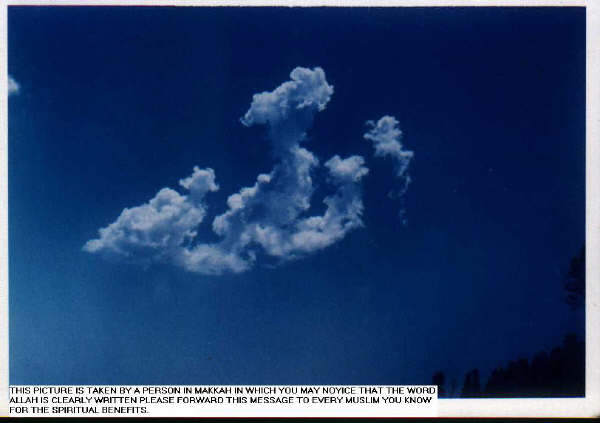 THIS PICTURE IS TAKEN BY A PERSON IN MAKKAH IN WHICH YOU MAY NOYICE THAT THE WORD
ALLAH IS CLEARLY WRITTEN PLEASE FORWARD THIS MESSAGE TO EVERY MUSLIM YOU KNOW
FOR THE SPIRITUAL BENEFITS.